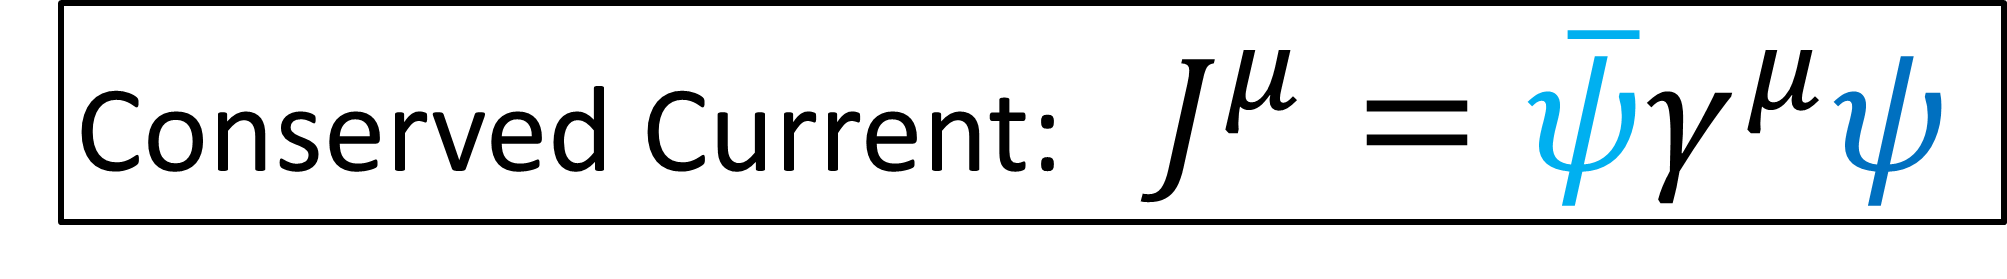 Conserved Current: J^μ = ψ̄γ^μψ